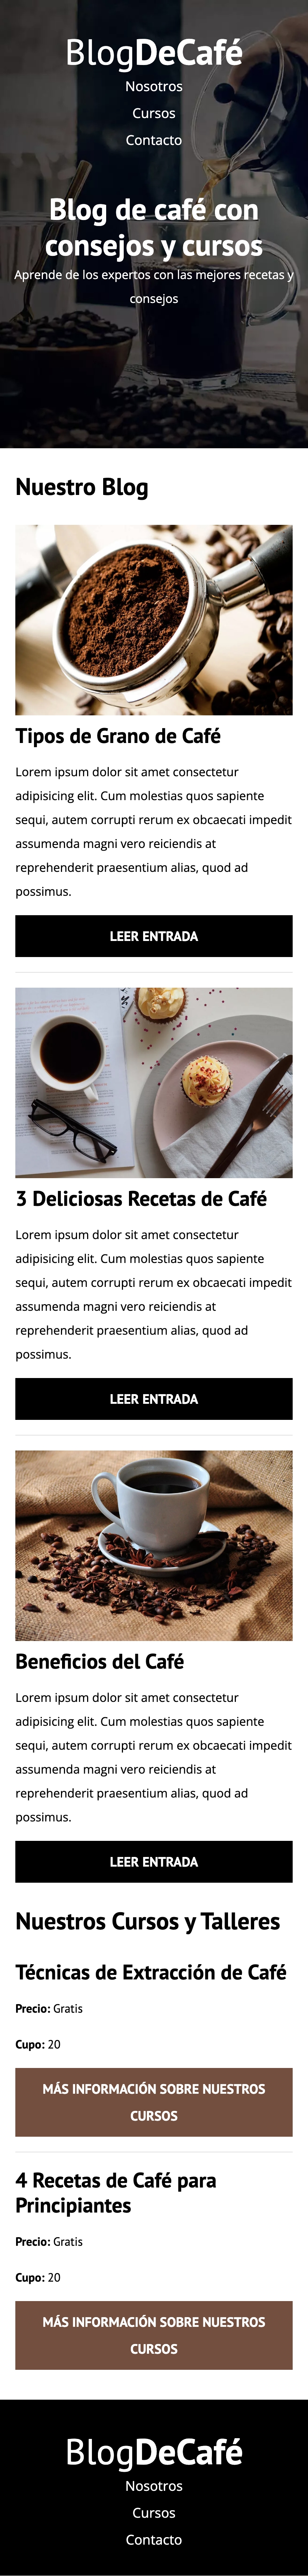 BlogDeCafé
Nosotros
Cursos
Contacto
Blog de café con
consejos y cursos
Aprende de los expertos con las mejores recetas y
consejos
Nuestro Blog
Tipos de Grano de Café
Lorem ipsum dolor sit amet consectetur
adipisicing elit. Cum molestias quos sapiente
sequi, autem corrupti rerum ex obcaecati impedit
assumenda magni vero reiciendis at
reprehenderit praesentium alias, quod ad
possimus.
LEER ENTRADA
3 Deliciosas Recetas de Café
Lorem ipsum dolor sit amet consectetur
adipisicing elit. Cum molestias quos sapiente
sequi, autem corrupti rerum ex obcaecati impedit
assumenda magni vero reiciendis at
reprehenderit praesentium alias, quod ad
possimus.
LEER ENTRADA
Beneficios del Café
Lorem ipsum dolor sit amet consectetur
adipisicing elit. Cum molestias quos sapiente
sequi, autem corrupti rerum ex obcaecati impedit
assumenda magni vero reiciendis at
reprehenderit praesentium alias, quod ad
possimus.
LEER ENTRADA
Nuestros Cursos y Talleres
Técnicas de Extracción de Café
Precio: Gratis
Cupo: 20
MÁS INFORMACIÓN SOBRE NUESTROS
CURSOS
4 Recetas de Café para
Principiantes
Precio: Gratis
Cupo: 20
MÁS INFORMACIÓN SOBRE NUESTROS
CURSOS
BlogDeCafé
Nosotros
Cursos
Contacto